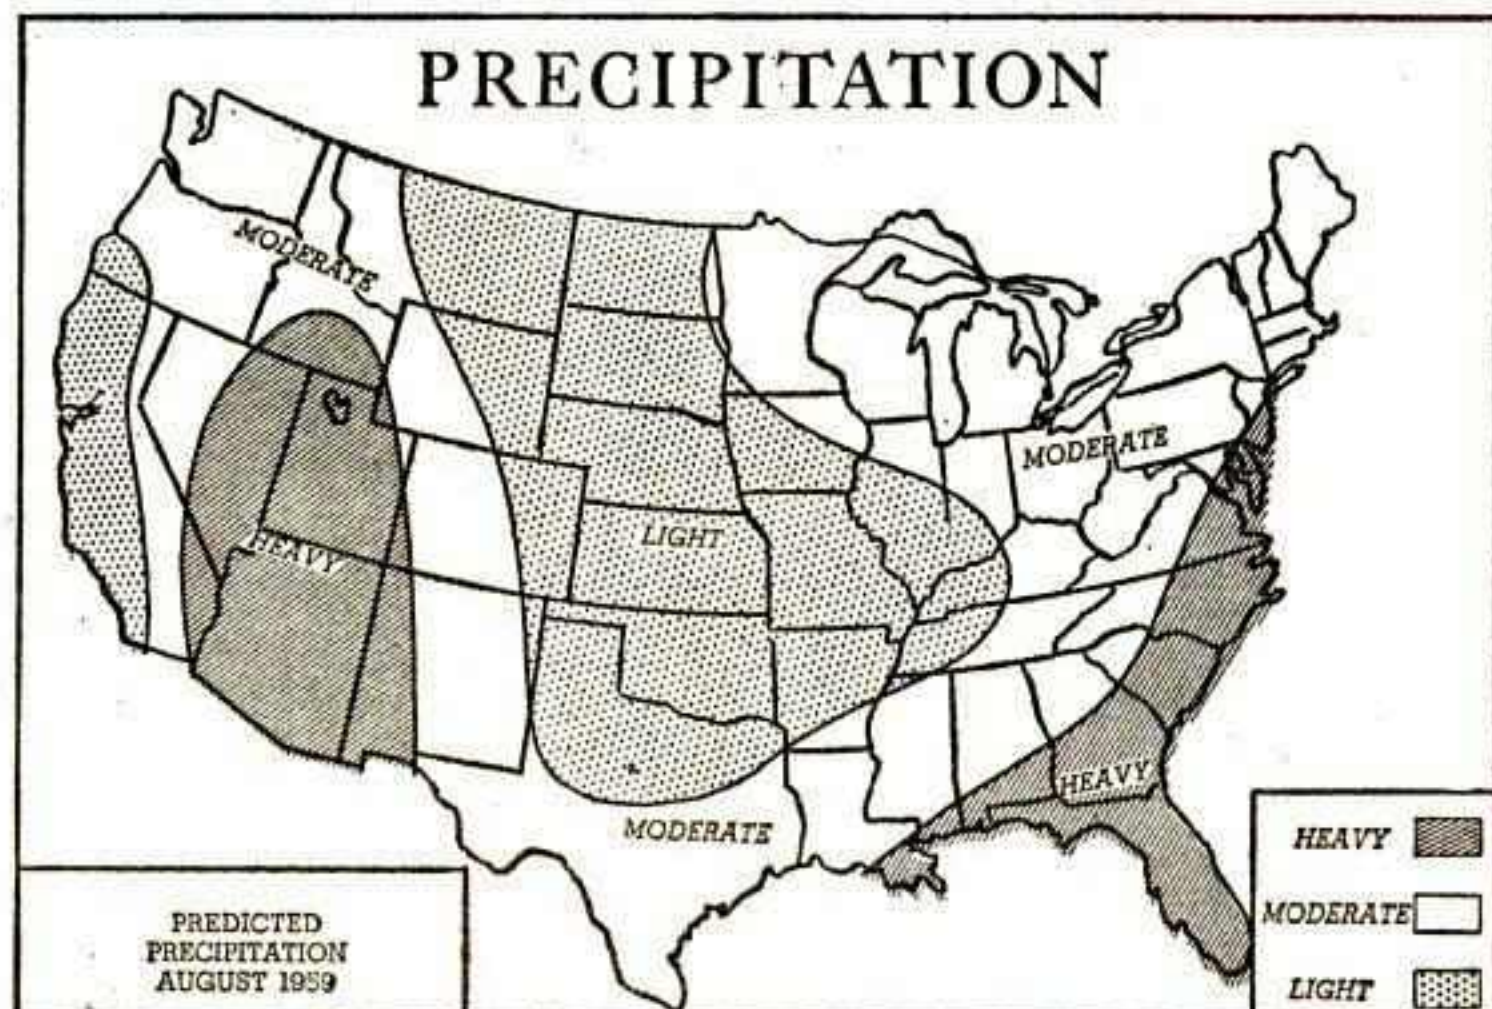 PRECIPITATION
MODERATE
MODERATE
HEAVY
LIGHT
HEAVY
MODERATE
PREDICTED
PRECIPITATION
AUGUST 1959
HEAVY
MODERATE
LIGHT